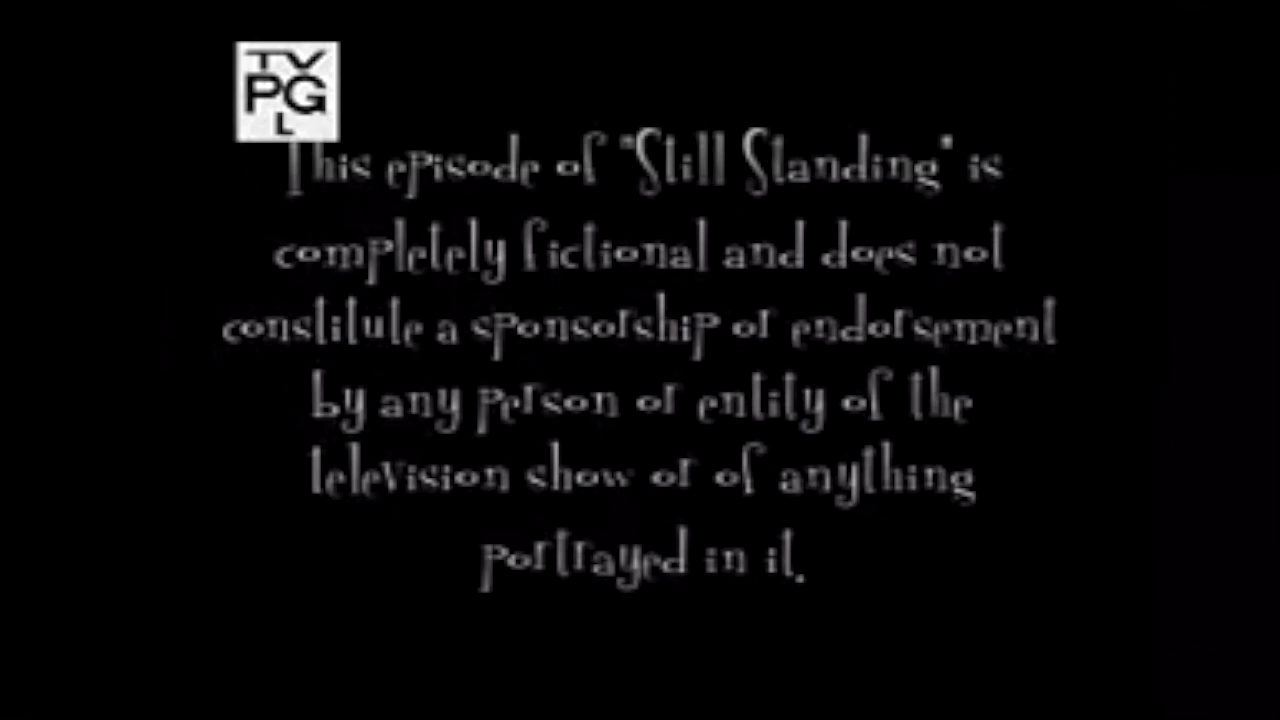 TV
PG
L
This episode of "Still Standing" is
completely fictional and does not
constitute a sponsorship or endorsement
by any person or entity of the
television show or of anything
portrayed in it.